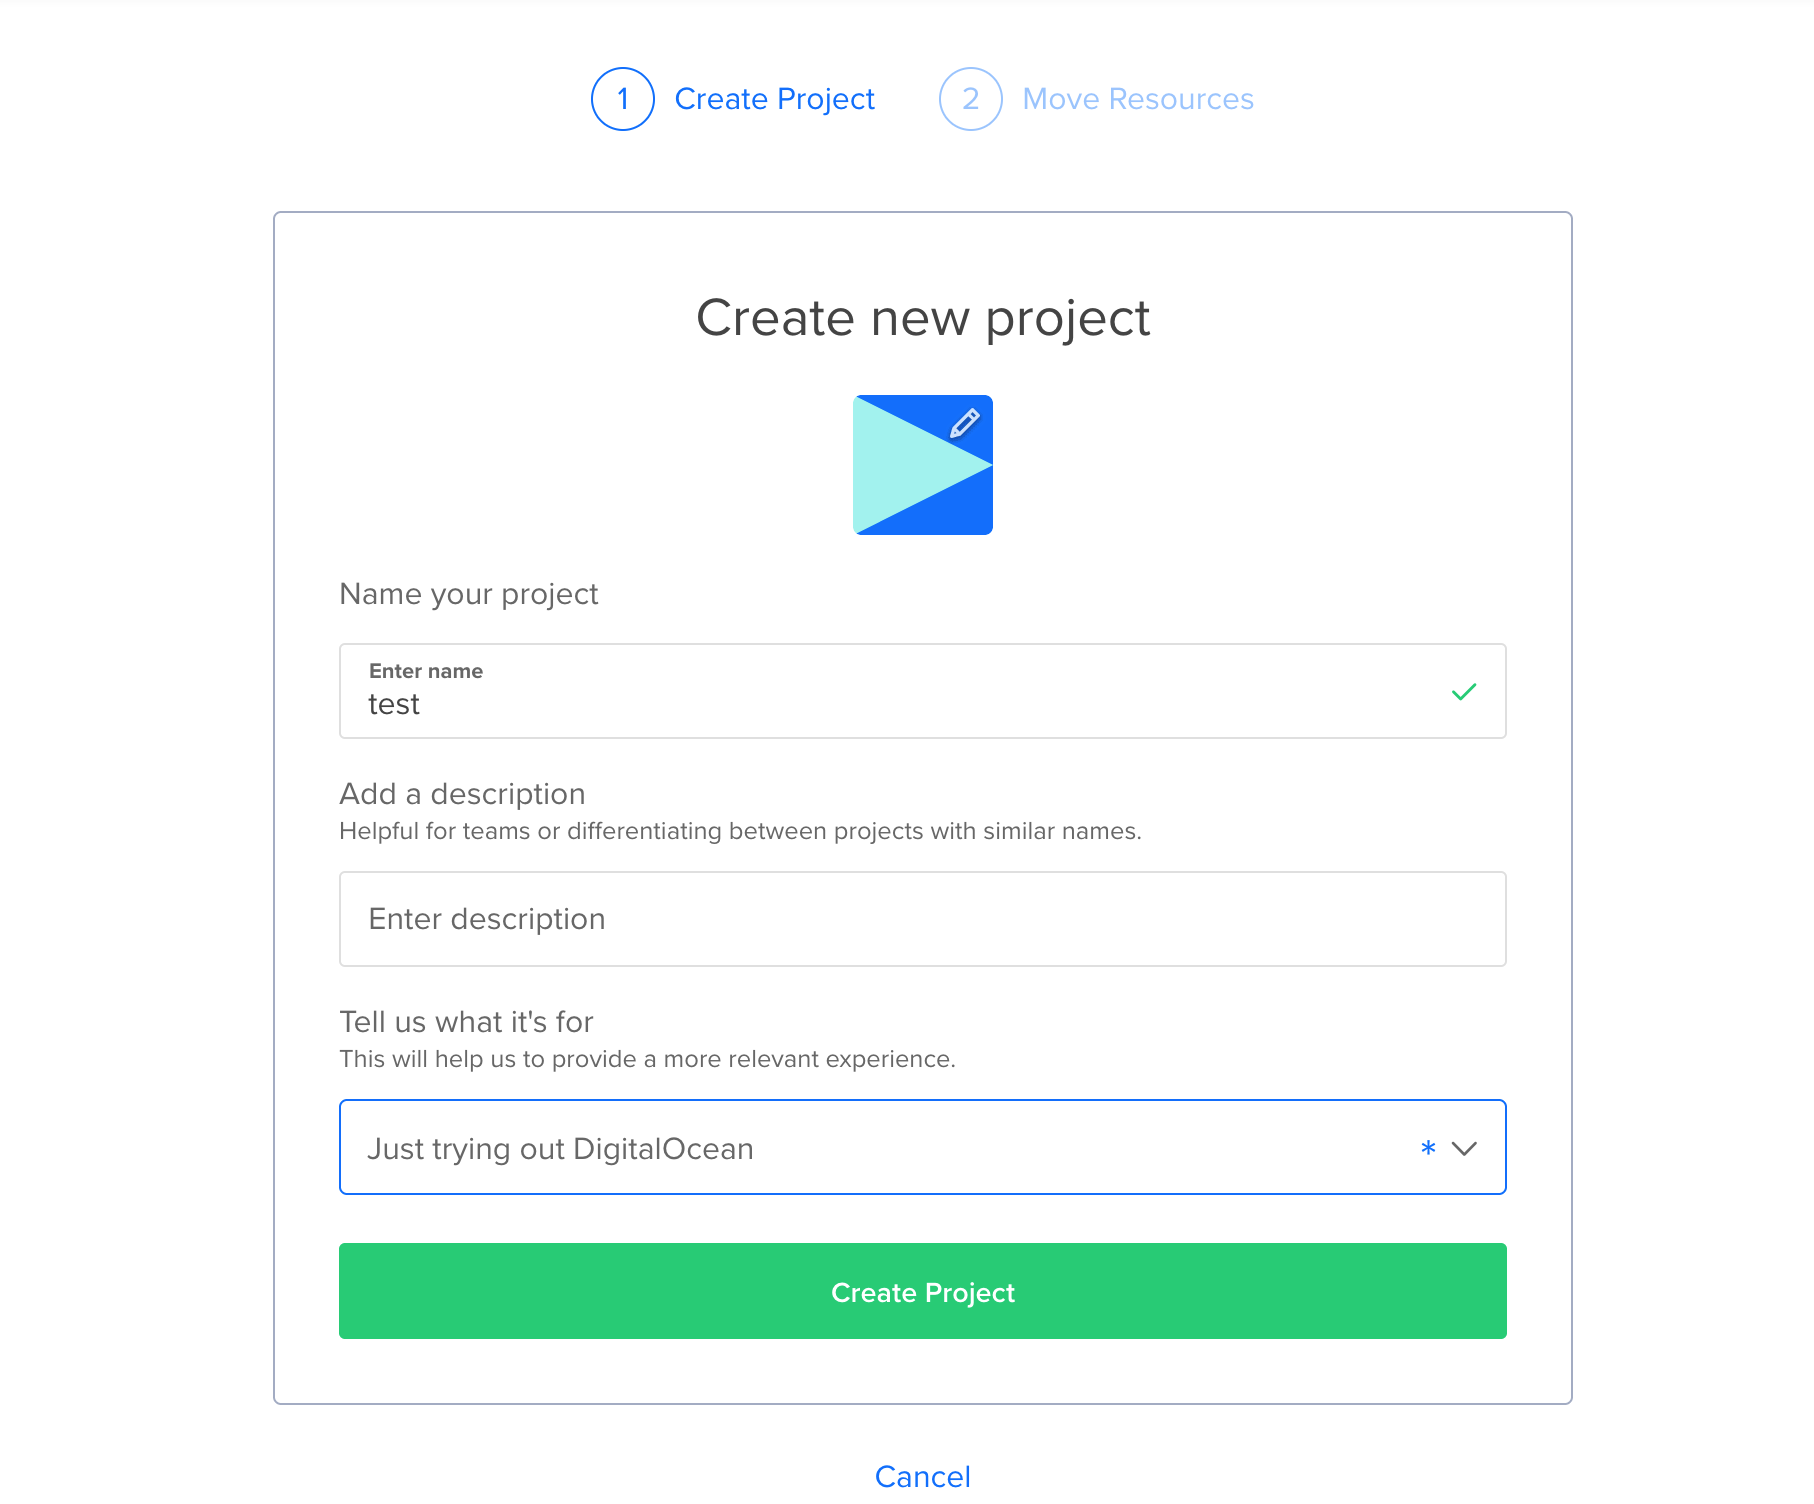 1 Create Project 2 Move Resources
Create new project
Name your project
Enter name
test
Add a description
Helpful for teams or differentiating between projects with similar names.
Enter description
Tell us what it's for
This will help us to provide a more relevant experience.
Just trying out DigitalOcean *
Create Project
Cancel